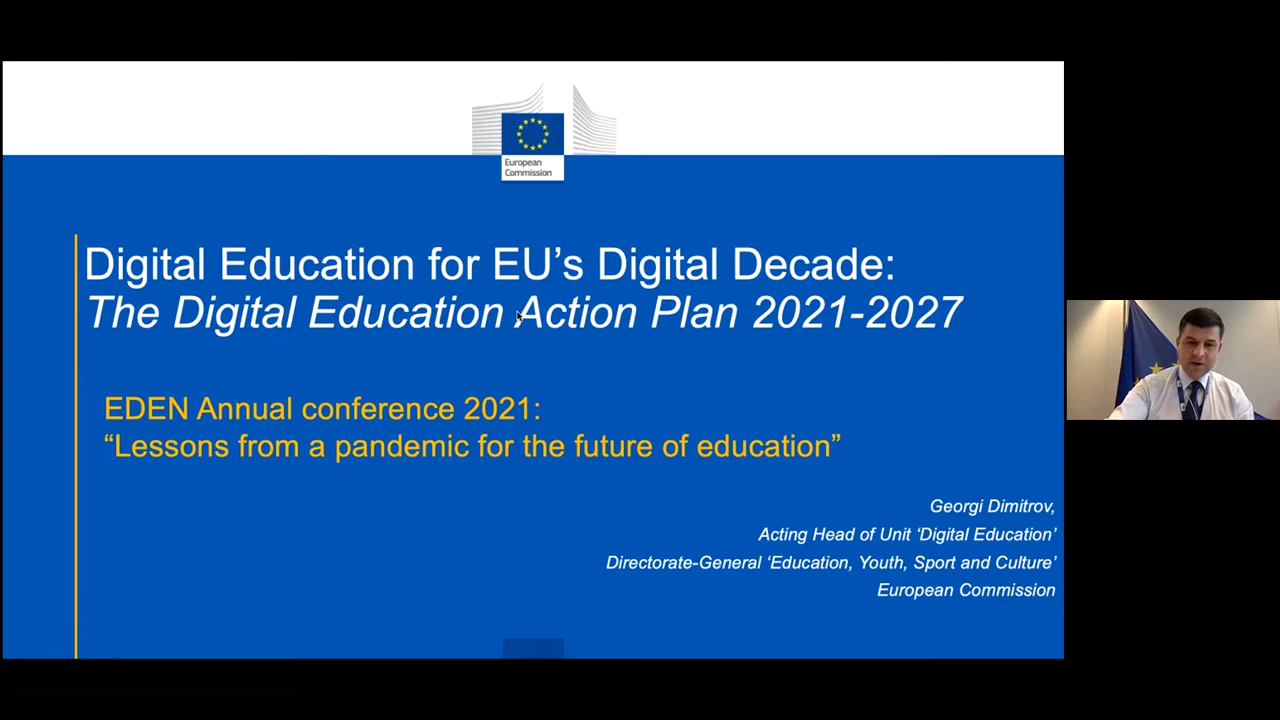 European
Commission
Digital Education for EU’s Digital Decade:
The Digital Education Action Plan 2021-2027
EDEN Annual conference 2021:
“Lessons from a pandemic for the future of education”
Georgi Dimitrov,
Acting Head of Unit ‘Digital Education’
Directorate-General ‘Education, Youth, Sport and Culture’
European Commission